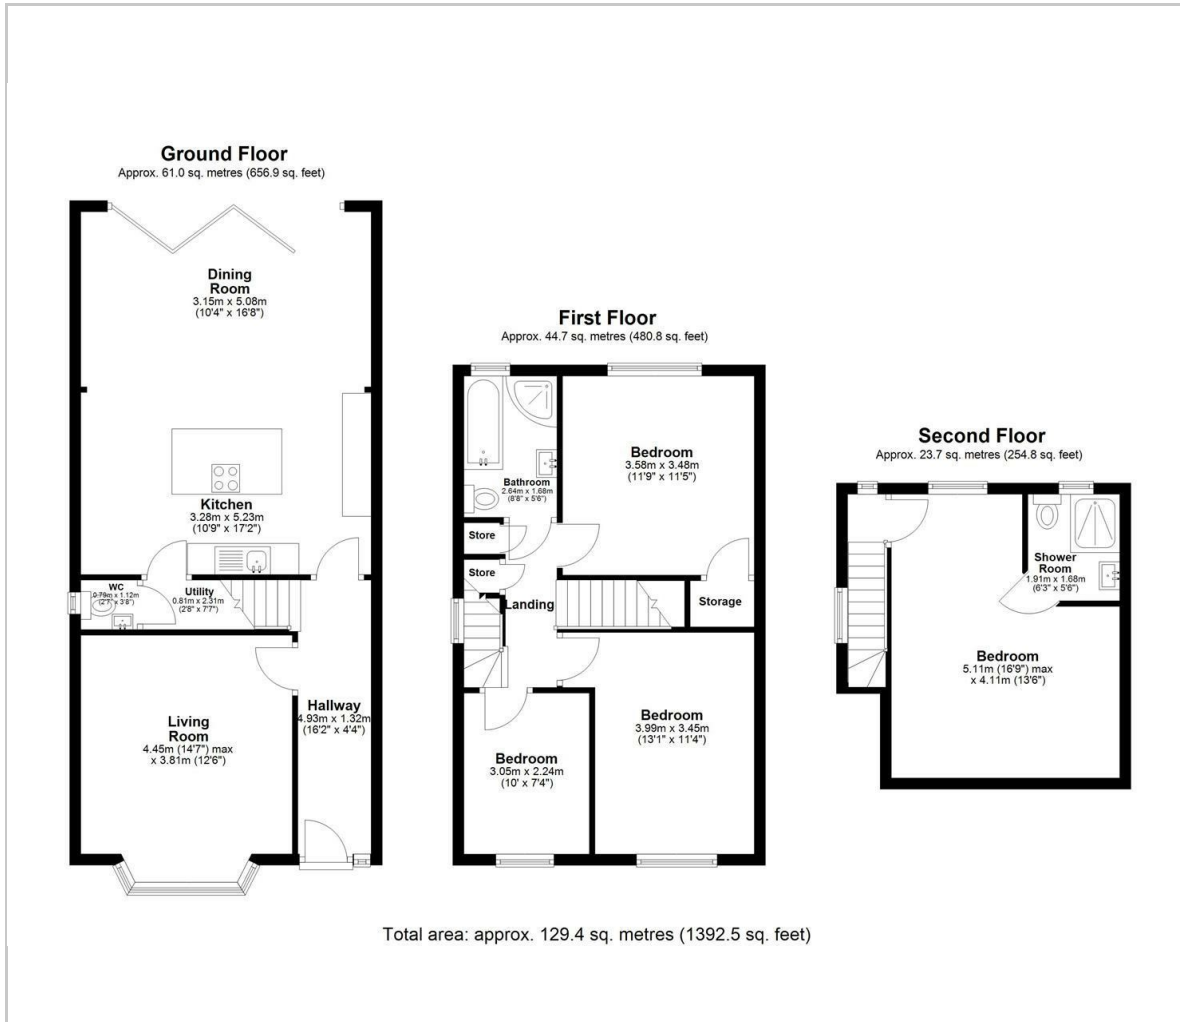 Ground Floor
Approx. 61.0 sq. metres (656.9 sq. feet)
Dining
Room
3.15m x 5.08m
(10'4" x 16'8")
Kitchen
3.28m x 5.23m
(10'9" x 17'2")
WC
0.79m x 1.12m
(2'7" x 3'8")
Utility
0.81m x 2.31m
(2'8" x 7'7")
Living
Room
4.45m (14'7") max
x 3.81m (12'6")
Hallway
4.93m x 1.32m
(16'2" x 4'4")
First Floor
Approx. 44.7 sq. metres (480.8 sq. feet)
Bathroom
2.64m x 1.68m
(8'8" x 5'6")
Bedroom
3.58m x 3.48m
(11'9" x 11'5")
Store
Store
Landing
Storage
Bedroom
3.99m x 3.45m
(13'1" x 11'4")
Bedroom
3.05m x 2.24m
(10' x 7'4")
Second Floor
Approx. 23.7 sq. metres (254.8 sq. feet)
Shower
Room
1.91m x 1.68m
(6'3" x 5'6")
Bedroom
5.11m (16'9") max
x 4.11m (13'6")
Total area: approx. 129.4 sq. metres (1392.5 sq. feet)